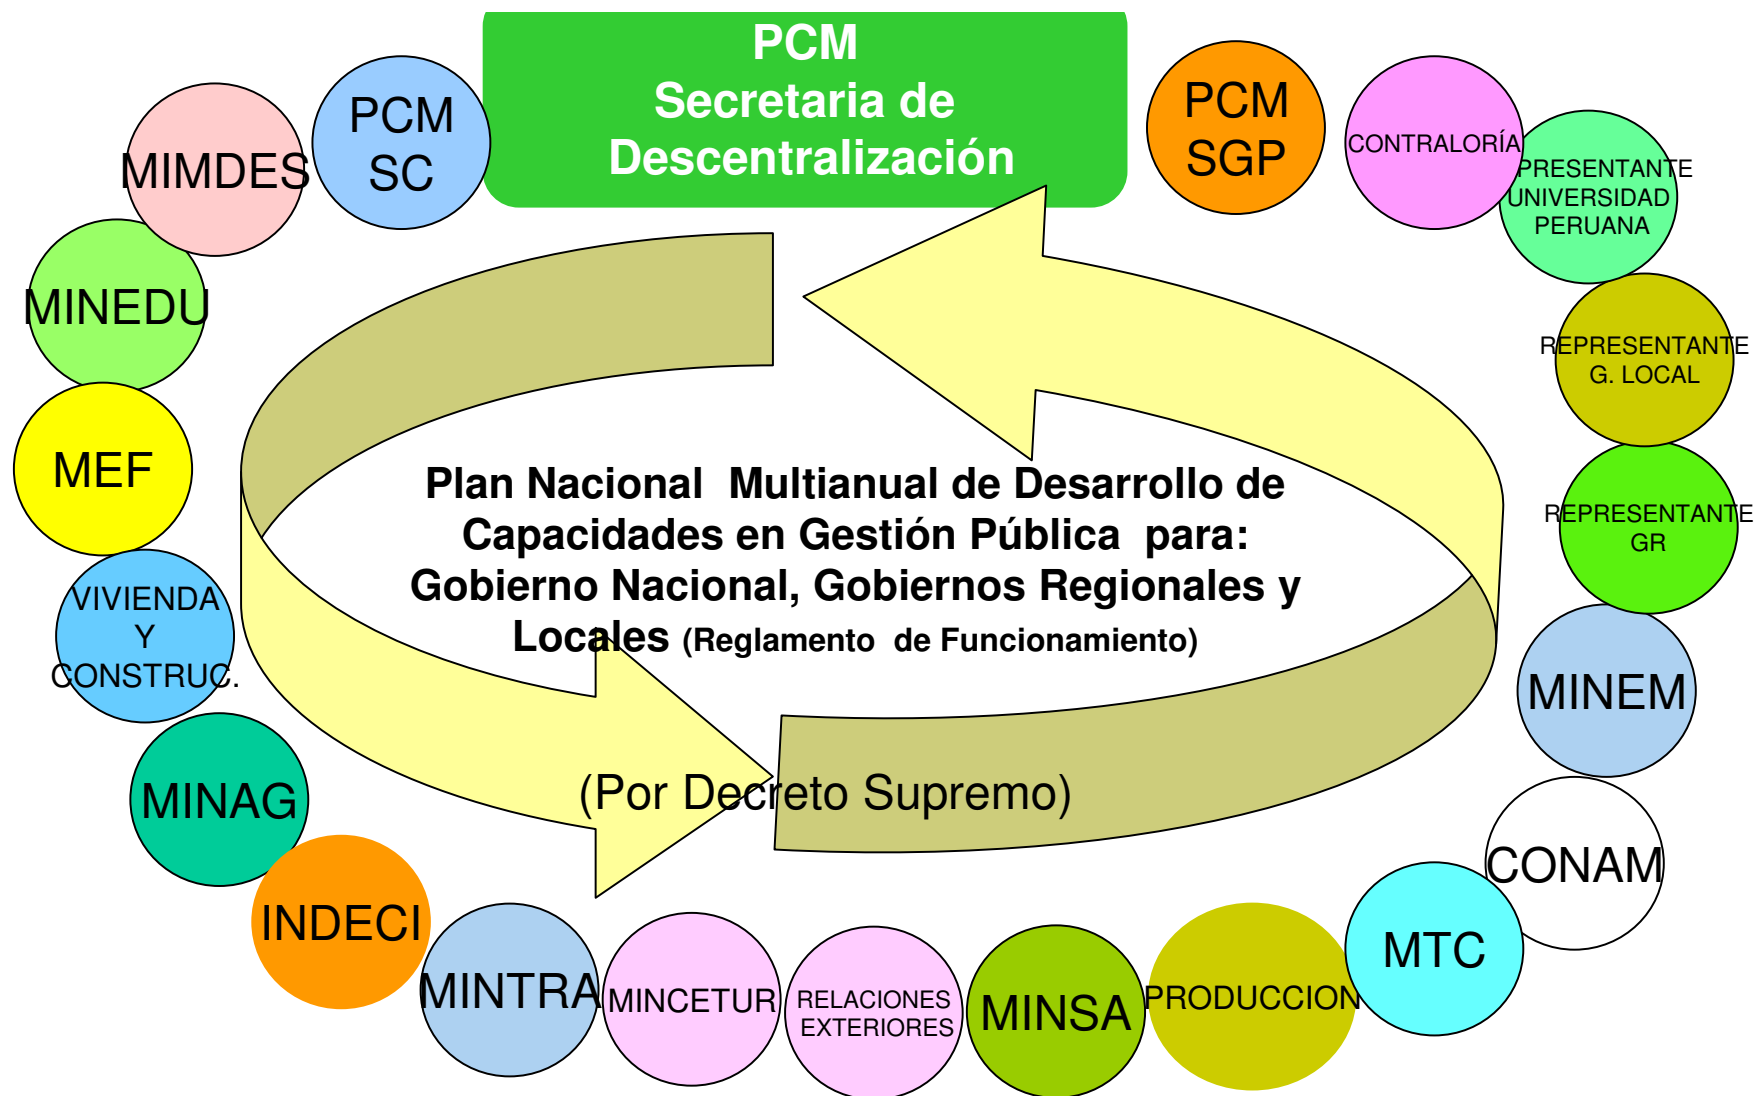 PCM
Secretaria de
Descentralización
PCM
SC
PCM
SGP
CONTRALORÍA
PRESENTANTE
UNIVERSIDAD
PERUANA
REPRESENTANTE
G. LOCAL
REPRESENTANTE
GR
MINEM
CONAM
MTC
PRODUCCION
MINSA
RELACIONES
EXTERIORES
MINCETUR
MINTRA
INDECI
MINAG
VIVIENDA
Y
CONSTRUC.
MEF
MINEDU
MIMDES
Plan Nacional Multianual de Desarrollo de
Capacidades en Gestión Pública para:
Gobierno Nacional, Gobiernos Regionales y
Locales (Reglamento de Funcionamiento)
(Por Decreto Supremo)